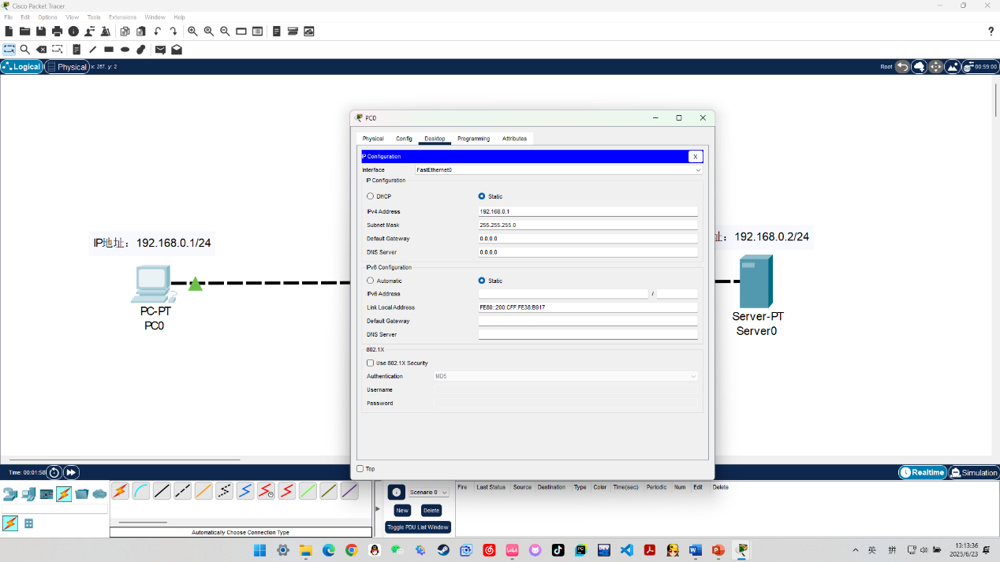 Cisco Packet Tracer
File Edit Options View Tools Extensions Window Help
?
Logical Physical x: 287, y: 2 Root 00:59:00
PC0
Physical Config Desktop Programming Attributes
IP Configuration X
Interface FastEthernet0
IP Configuration
DHCP Static
IPv4 Address 192.168.0.1
Subnet Mask 255.255.255.0
Default Gateway 0.0.0.0
DNS Server 0.0.0.0
IPv6 Configuration
Automatic Static
IPv6 Address /
Link Local Address FE80::200:CFF:FE38:B917
Default Gateway
DNS Server
802.1X
Use 802.1X Security
Authentication MD5
Username
Password
Top
IP地址：192.168.0.1/24
PC-PT
PC0
址：192.168.0.2/24
Server-PT
Server0
Time: 00:01:58 Realtime Simulation
Scenario 0
New Delete
Toggle PDU List Window
Fire Last Status Source Destination Type Color Time(sec) Periodic Num Edit Delete
Automatically Choose Connection Type
英 拼 13:13:36
2025/6/23